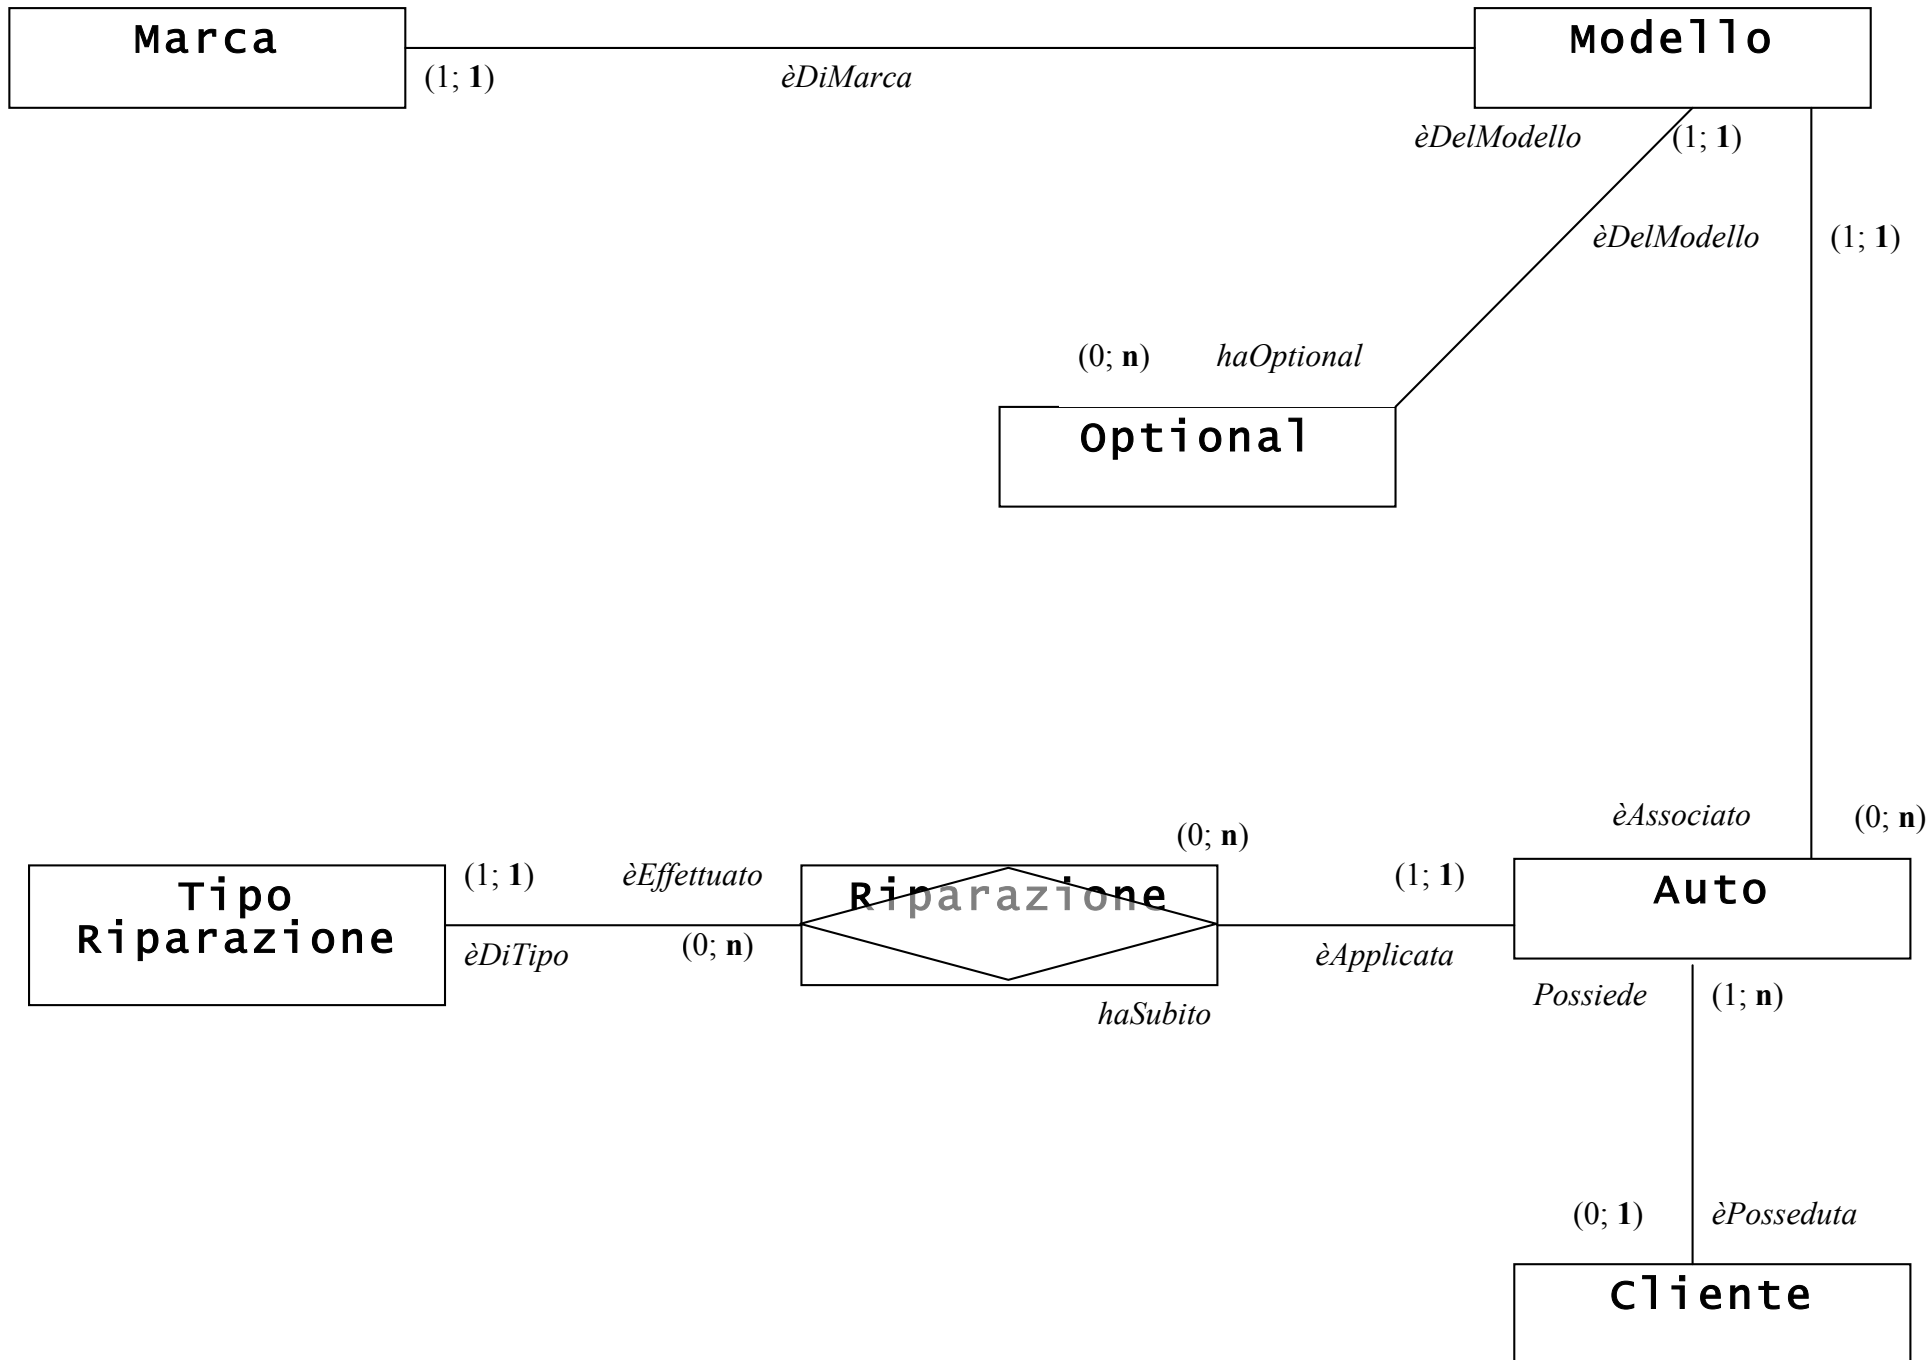 Marca
Modello
(1; 1)
èDiMarca
èDelModello
(1; 1)
èDelModello
(1; 1)
(0; n)
haOptional
Optional
èAssociato
(0; n)
(0; n)
Tipo
Riparazione
(1; 1)
èEffettuato
Riparazione
(1; 1)
Auto
èDiTipo
(0; n)
èApplicata
haSubito
Possiede
(1; n)
(0; 1)
èPosseduta
Cliente